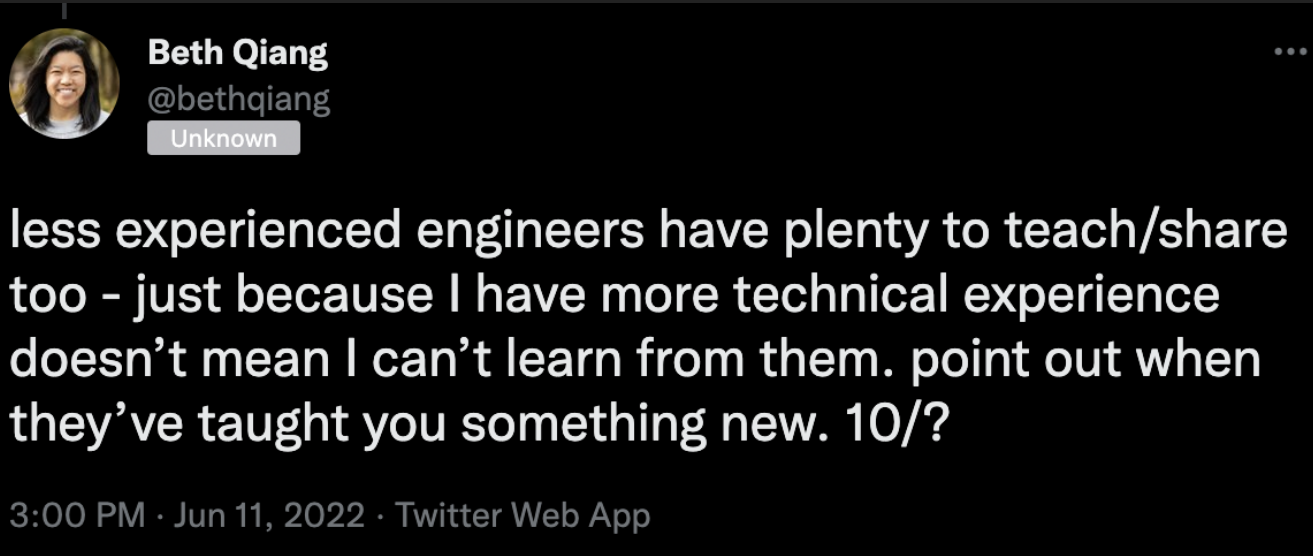 Beth Qiang
@bethqiang
Unknown
less experienced engineers have plenty to teach/share
too - just because I have more technical experience
doesn’t mean I can’t learn from them. point out when
they’ve taught you something new. 10/?
3:00 PM · Jun 11, 2022 · Twitter Web App